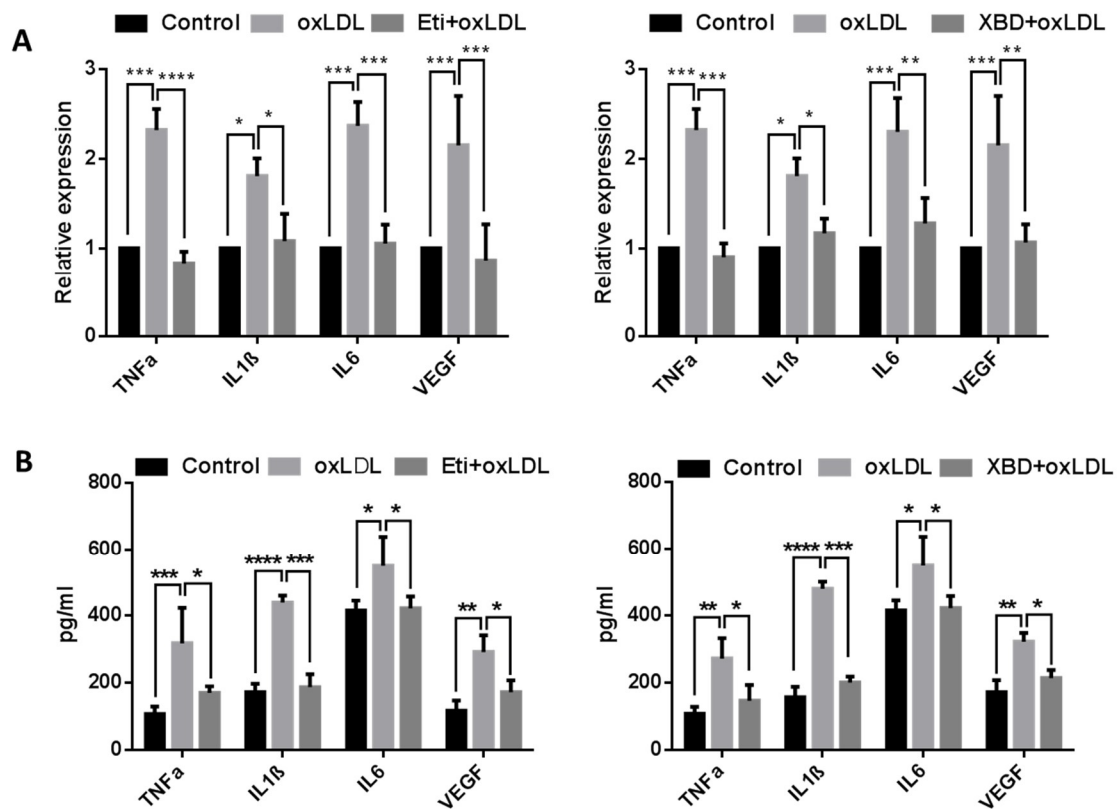 A
Control oxLDL Eti+oxLDL
*** **** * * *** *** *** ***
Relative expression
3
2
1
0
TNFa IL1ß IL6 VEGF
Control oxLDL XBD+oxLDL
*** *** * * *** ** *** **
Relative expression
3
2
1
0
TNFa IL1ß IL6 VEGF
B
Control oxLDL Eti+oxLDL
*** * **** *** * * ** *
pg/ml
800
600
400
200
0
TNFa IL1ß IL6 VEGF
Control oxLDL XBD+oxLDL
** * **** *** * * ** *
pg/ml
800
600
400
200
0
TNFa IL1ß IL6 VEGF